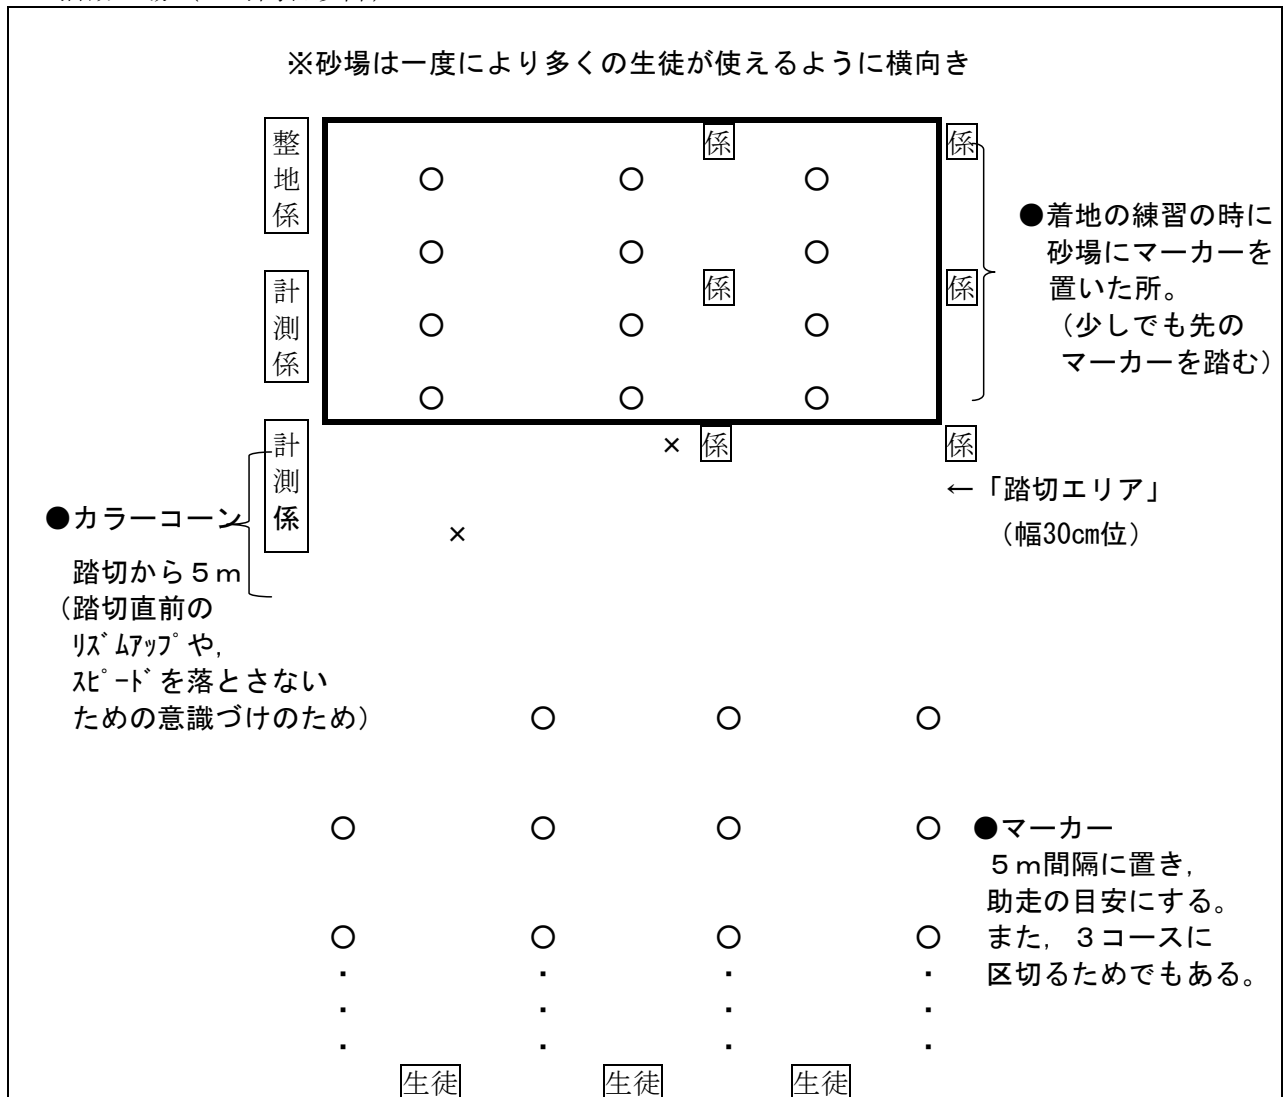 ※砂場は一度により多くの生徒が使えるように横向き
整地係
係
係
○ ○ ○
●着地の練習の時に
砂場にマーカーを
置いた所。
（少しでも先の
マーカーを踏む）
○ ○ ○
計測係
係
係
○ ○ ○
○ ○ ○
計測係
× 係
係
←「踏切エリア」
（幅30㎝位）
×
●カラーコーン
踏切から５ｍ
（踏切直前の
ﾘｽﾞﾑｱｯﾌﾟや，
ｽﾋﾟｰﾄﾞを落とさない
ための意識づけのため）
○ ○ ○
○ ○ ○ ○
●マーカー
５ｍ間隔に置き，
助走の目安にする。
また，３コースに
区切るためでもある。
○ ○ ○ ○
・ ・ ・ ・
・ ・ ・ ・
・ ・ ・ ・
生徒 生徒 生徒